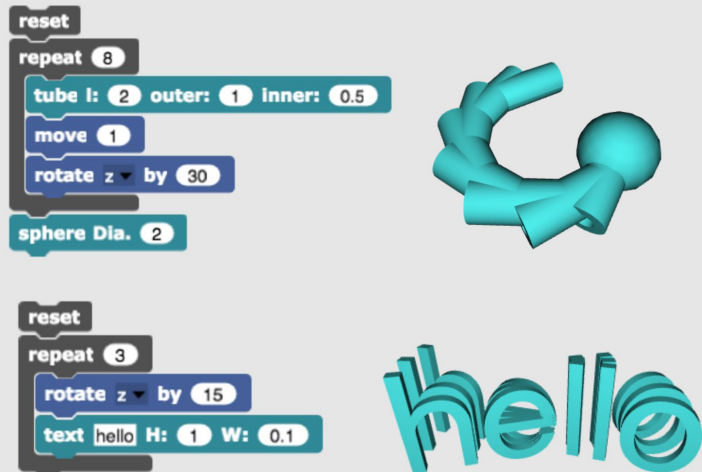 reset
repeat 8
tube l: 2 outer: 1 inner: 0.5
move 1
rotate z by 30
sphere Dia. 2
reset
repeat 3
rotate z by 15
text hello H: 1 W: 0.1
hello